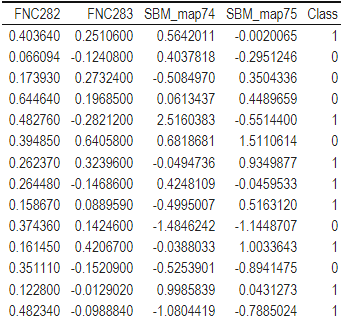 FNC282 FNC283 SBM_map74 SBM_map75 Class
0.403640 0.2510600 0.5642011 -0.0020065 1
0.066094 -0.1240800 0.4037818 -0.2951246 0
0.173930 0.2732400 -0.5084970 0.3504336 0
0.644640 0.1968500 0.0613437 0.4489659 0
0.482760 -0.2821200 2.5160383 -0.5514400 1
0.394850 0.6405800 0.6818681 1.5110614 0
0.262370 0.3239600 -0.0494736 0.9349877 1
0.264480 -0.1468600 0.4248109 -0.0459533 1
0.158670 0.0889590 -0.4995007 0.5163120 1
0.374360 0.1424600 -1.4846242 -1.1448707 0
0.161450 0.4206700 -0.0388033 1.0033643 1
0.351110 -0.1520900 -0.5253901 -0.8941475 0
0.122800 -0.0129020 0.9985839 0.0431273 1
0.482340 -0.0988840 -1.0804419 -0.7885024 1